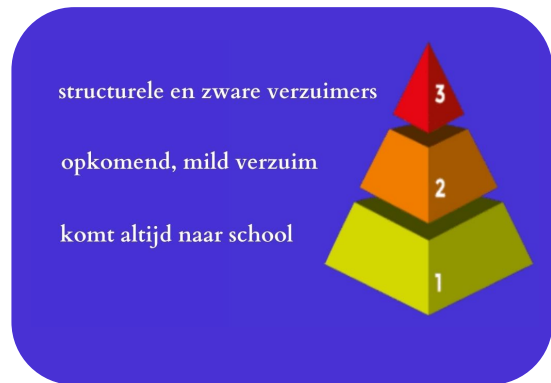 structurele en zware verzuimers 3
opkomend, mild verzuim 2
komt altijd naar school
1